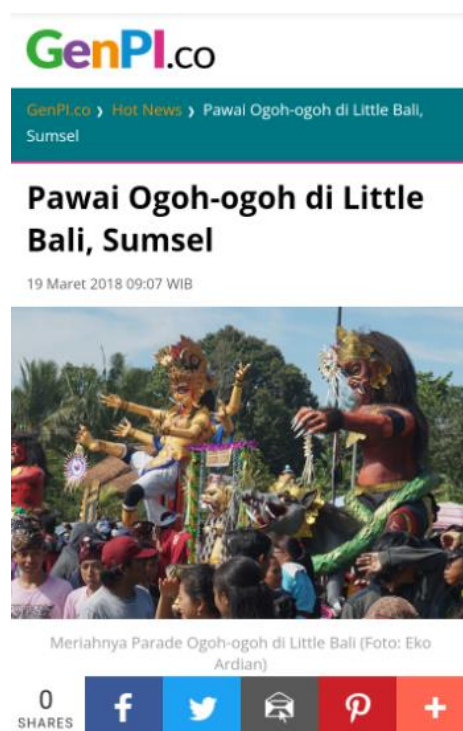 GenPI.co
GenPI.co ❯ Hot News ❯ Pawai Ogoh-ogoh di Little Bali,
Sumsel
Pawai Ogoh-ogoh di Little
Bali, Sumsel
19 Maret 2018 09:07 WIB
Meriahnya Parade Ogoh-ogoh di Little Bali (Foto: Eko
Ardian)
0
SHARES